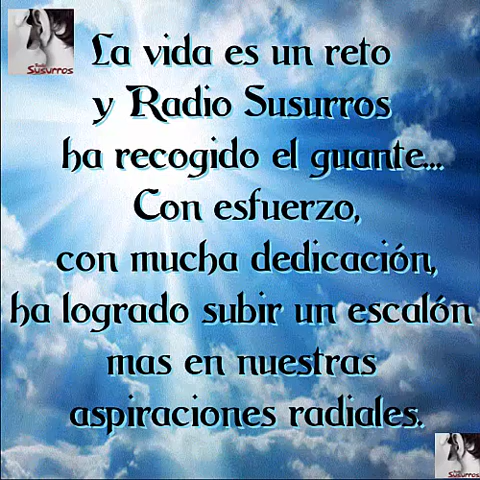 Susurros
La vida es un reto
y Radio Susurros
ha recogido el guante...
Con esfuerzo,
con mucha dedicación,
ha logrado subir un escalón
mas en nuestras
aspiraciones radiales.
Susurros